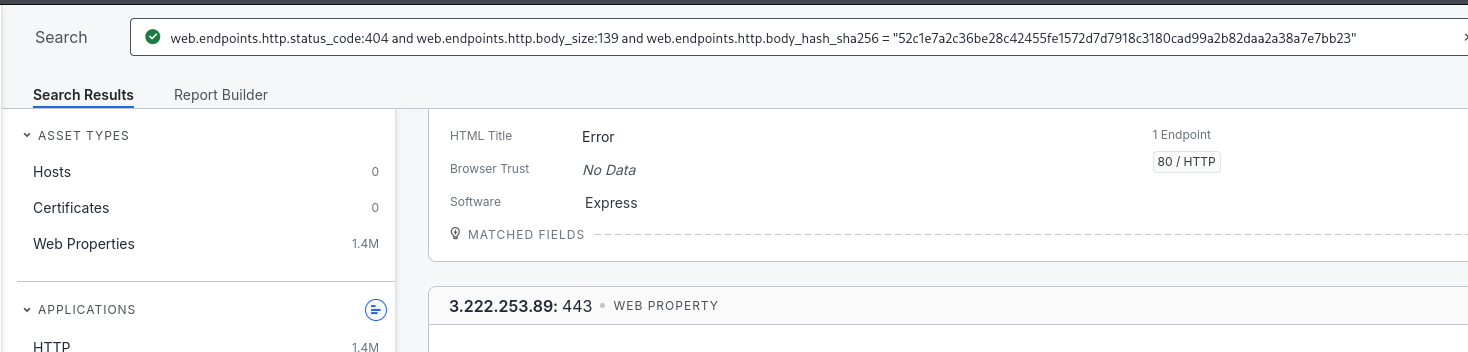 Search
web.endpoints.http.status_code:404 and web.endpoints.http.body_size:139 and web.endpoints.http.body_hash_sha256 = "52c1e7a2c36be28c42455fe1572d7d7918c3180cad99a2b82daa2a38a7e7bb23"
Search Results Report Builder
ASSET TYPES
Hosts 0
Certificates 0
Web Properties 1.4M
APPLICATIONS
HTTP 1.4M
HTML Title Error
Browser Trust No Data
Software Express
1 Endpoint
80 / HTTP
MATCHED FIELDS
3.222.253.89: 443 • WEB PROPERTY